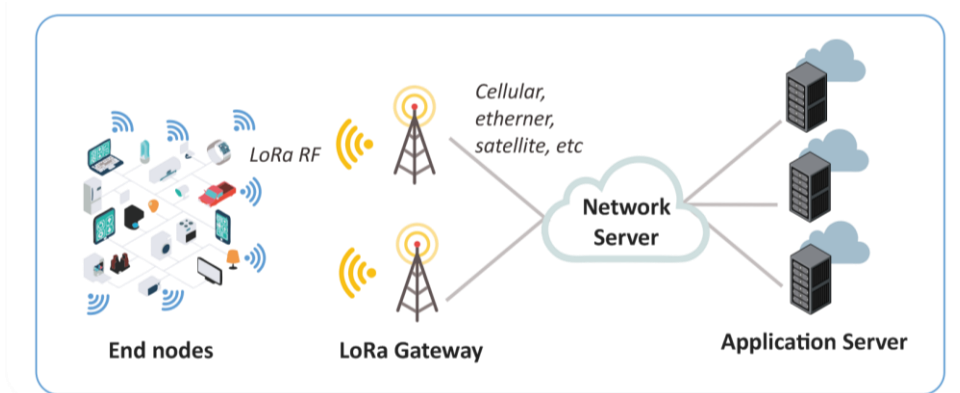 Cellular,
etherner,
satellite, etc
LoRa RF
Network
Server
End nodes
LoRa Gateway
Application Server